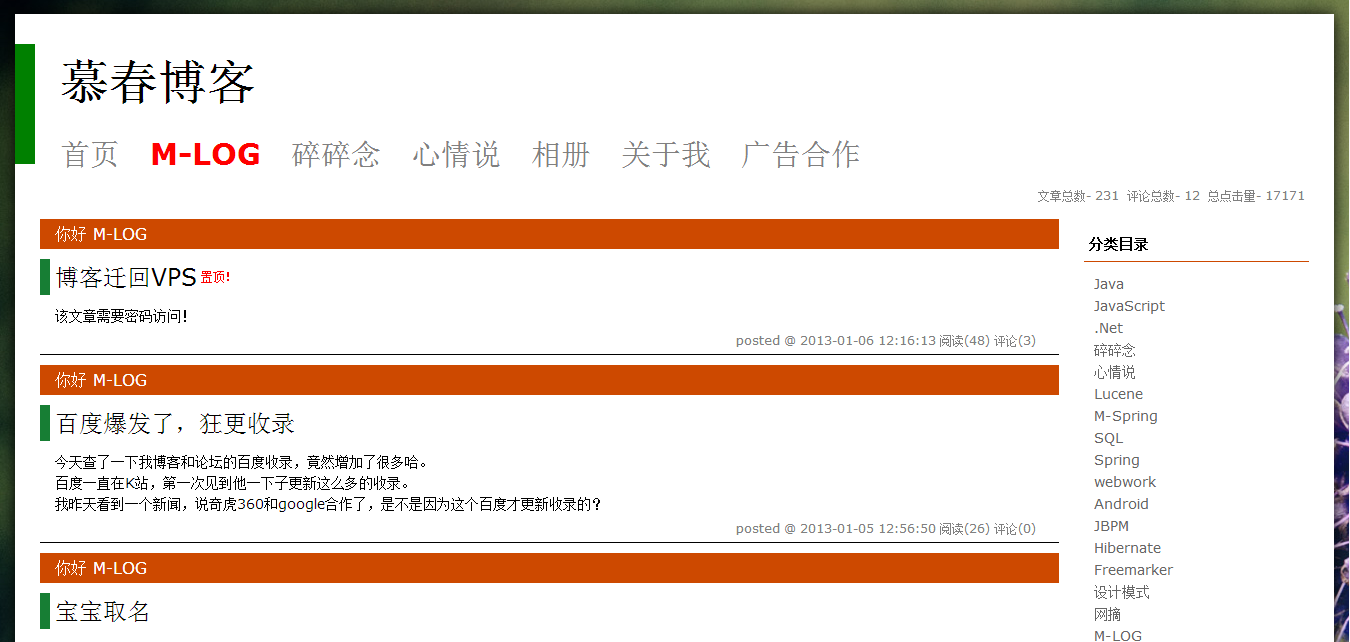 慕春博客
首页 M-LOG 碎碎念 心情说 相册 关于我 广告合作
文章总数- 231 评论总数- 12 总点击量- 17171
你好 M-LOG
博客迁回VPS 置顶!
该文章需要密码访问!
posted @ 2013-01-06 12:16:13 阅读(48) 评论(3)
你好 M-LOG
百度爆发了，狂更收录
今天查了一下我博客和论坛的百度收录，竟然增加了很多哈。
百度一直在K站，第一次见到他一下子更新这么多的收录。
我昨天看到一个新闻，说奇虎360和google合作了，是不是因为这个百度才更新收录的?
posted @ 2013-01-05 12:56:50 阅读(26) 评论(0)
你好 M-LOG
宝宝取名
分类目录
Java
JavaScript
.Net
碎碎念
心情说
Lucene
M-Spring
SQL
Spring
webwork
Android
JBPM
Hibernate
Freemarker
设计模式
网摘
M-LOG